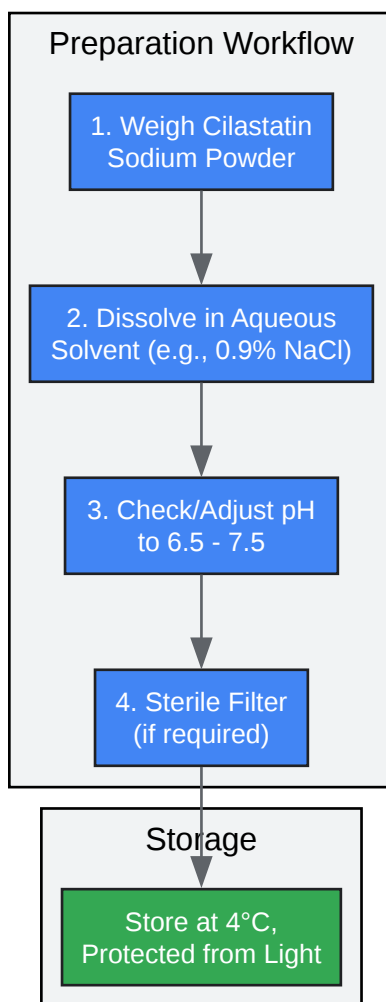 Preparation Workflow
1. Weigh Cilastatin
Sodium Powder
2. Dissolve in Aqueous
Solvent (e.g., 0.9% NaCl)
3. Check/Adjust pH
to 6.5 - 7.5
4. Sterile Filter
(if required)
Storage
Store at 4°C,
Protected from Light